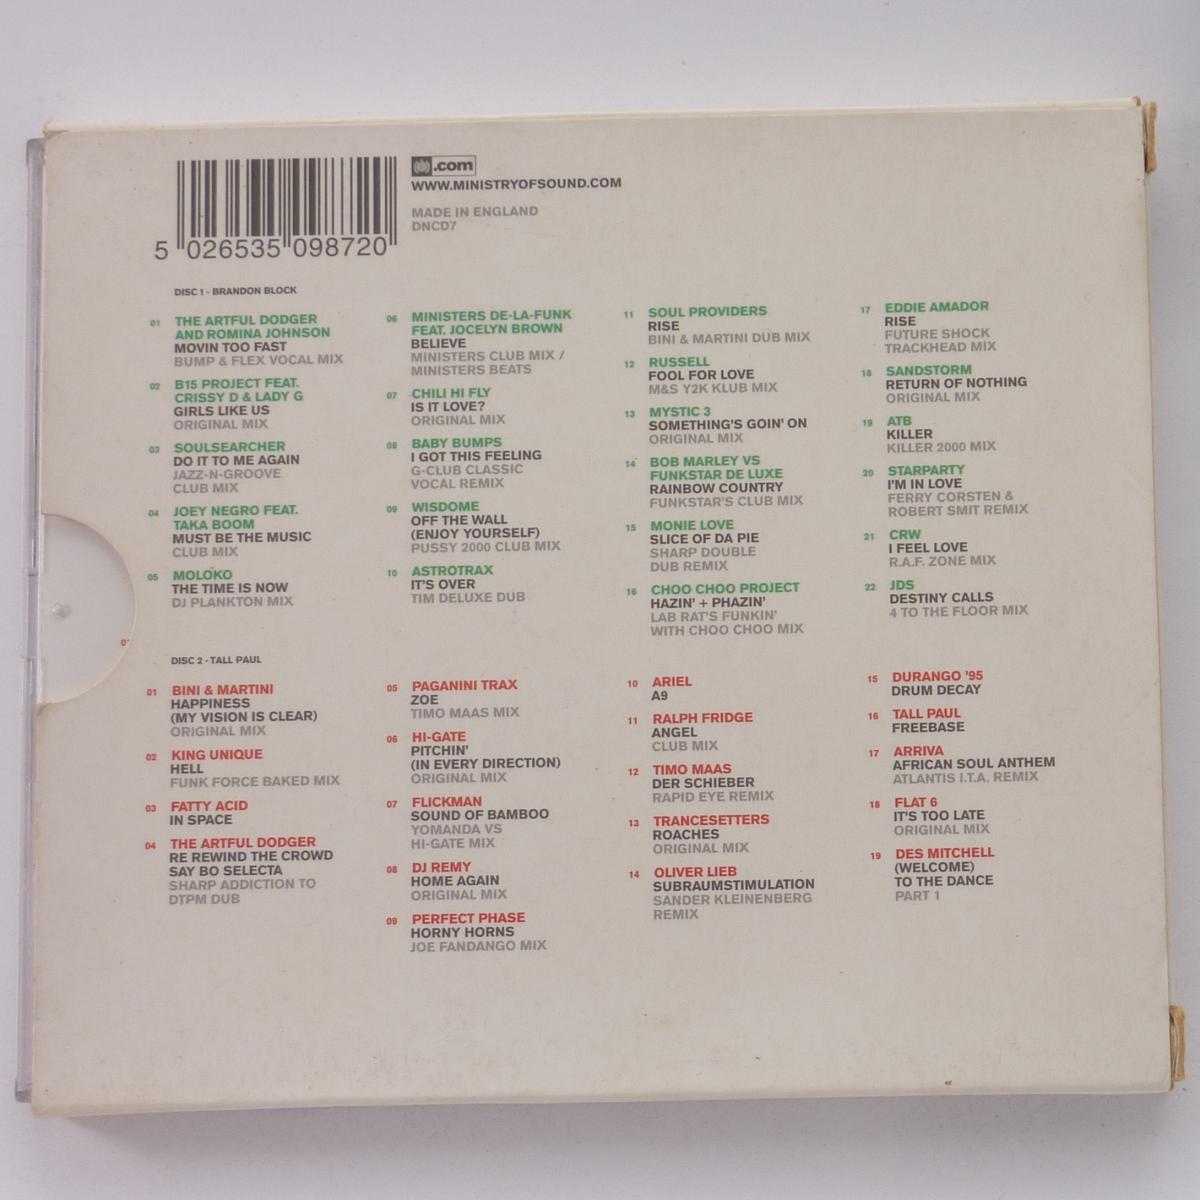 .com
WWW.MINISTRYOFSOUND.COM
MADE IN ENGLAND
DNCD7
5 026535 098720
DISC 1 - BRANDON BLOCK
01 THE ARTFUL DODGER
AND ROMINA JOHNSON
MOVIN TOO FAST
BUMP & FLEX VOCAL MIX
02 B15 PROJECT FEAT.
CRISSY D & LADY G
GIRLS LIKE US
ORIGINAL MIX
03 SOULSEARCHER
DO IT TO ME AGAIN
JAZZ-N-GROOVE
CLUB MIX
04 JOEY NEGRO FEAT.
TAKA BOOM
MUST BE THE MUSIC
CLUB MIX
05 MOLOKO
THE TIME IS NOW
DJ PLANKTON MIX
06 MINISTERS DE-LA-FUNK
FEAT. JOCELYN BROWN
BELIEVE
MINISTERS CLUB MIX /
MINISTERS BEATS
07 CHILI HI FLY
IS IT LOVE?
ORIGINAL MIX
08 BABY BUMPS
I GOT THIS FEELING
G-CLUB CLASSIC
VOCAL REMIX
09 WISDOME
OFF THE WALL
(ENJOY YOURSELF)
PUSSY 2000 CLUB MIX
10 ASTROTRAX
IT'S OVER
TIM DELUXE DUB
11 SOUL PROVIDERS
RISE
BINI & MARTINI DUB MIX
12 RUSSELL
FOOL FOR LOVE
M&S Y2K KLUB MIX
13 MYSTIC 3
SOMETHING'S GOIN' ON
ORIGINAL MIX
14 BOB MARLEY VS
FUNKSTAR DE LUXE
RAINBOW COUNTRY
FUNKSTAR'S CLUB MIX
15 MONIE LOVE
SLICE OF DA PIE
SHARP DOUBLE
DUB REMIX
16 CHOO CHOO PROJECT
HAZIN' + PHAZIN'
LAB RAT'S FUNKIN'
WITH CHOO CHOO MIX
17 EDDIE AMADOR
RISE
FUTURE SHOCK
TRACKHEAD MIX
18 SANDSTORM
RETURN OF NOTHING
ORIGINAL MIX
19 ATB
KILLER
KILLER 2000 MIX
20 STARPARTY
I'M IN LOVE
FERRY CORSTEN &
ROBERT SMIT REMIX
21 CRW
I FEEL LOVE
R.A.F. ZONE MIX
22 JDS
DESTINY CALLS
4 TO THE FLOOR MIX
DISC 2 - TALL PAUL
01 BINI & MARTINI
HAPPINESS
(MY VISION IS CLEAR)
ORIGINAL MIX
02 KING UNIQUE
HELL
FUNK FORCE BAKED MIX
03 FATTY ACID
IN SPACE
04 THE ARTFUL DODGER
RE REWIND THE CROWD
SAY BO SELECTA
SHARP ADDICTION TO
DTPM DUB
05 PAGANINI TRAX
ZOE
TIMO MAAS MIX
06 HI-GATE
PITCHIN'
(IN EVERY DIRECTION)
ORIGINAL MIX
07 FLICKMAN
SOUND OF BAMBOO
YOMANDA VS
HI-GATE MIX
08 DJ REMY
HOME AGAIN
ORIGINAL MIX
09 PERFECT PHASE
HORNY HORNS
JOE FANDANGO MIX
10 ARIEL
A9
11 RALPH FRIDGE
ANGEL
CLUB MIX
12 TIMO MAAS
DER SCHIEBER
RAPID EYE REMIX
13 TRANCESETTERS
ROACHES
ORIGINAL MIX
14 OLIVER LIEB
SUBRAUMSTIMULATION
SANDER KLEINENBERG
REMIX
15 DURANGO '95
DRUM DECAY
16 TALL PAUL
FREEBASE
17 ARRIVA
AFRICAN SOUL ANTHEM
ATLANTIS I.T.A. REMIX
18 FLAT 6
IT'S TOO LATE
ORIGINAL MIX
19 DES MITCHELL
(WELCOME)
TO THE DANCE
PART 1